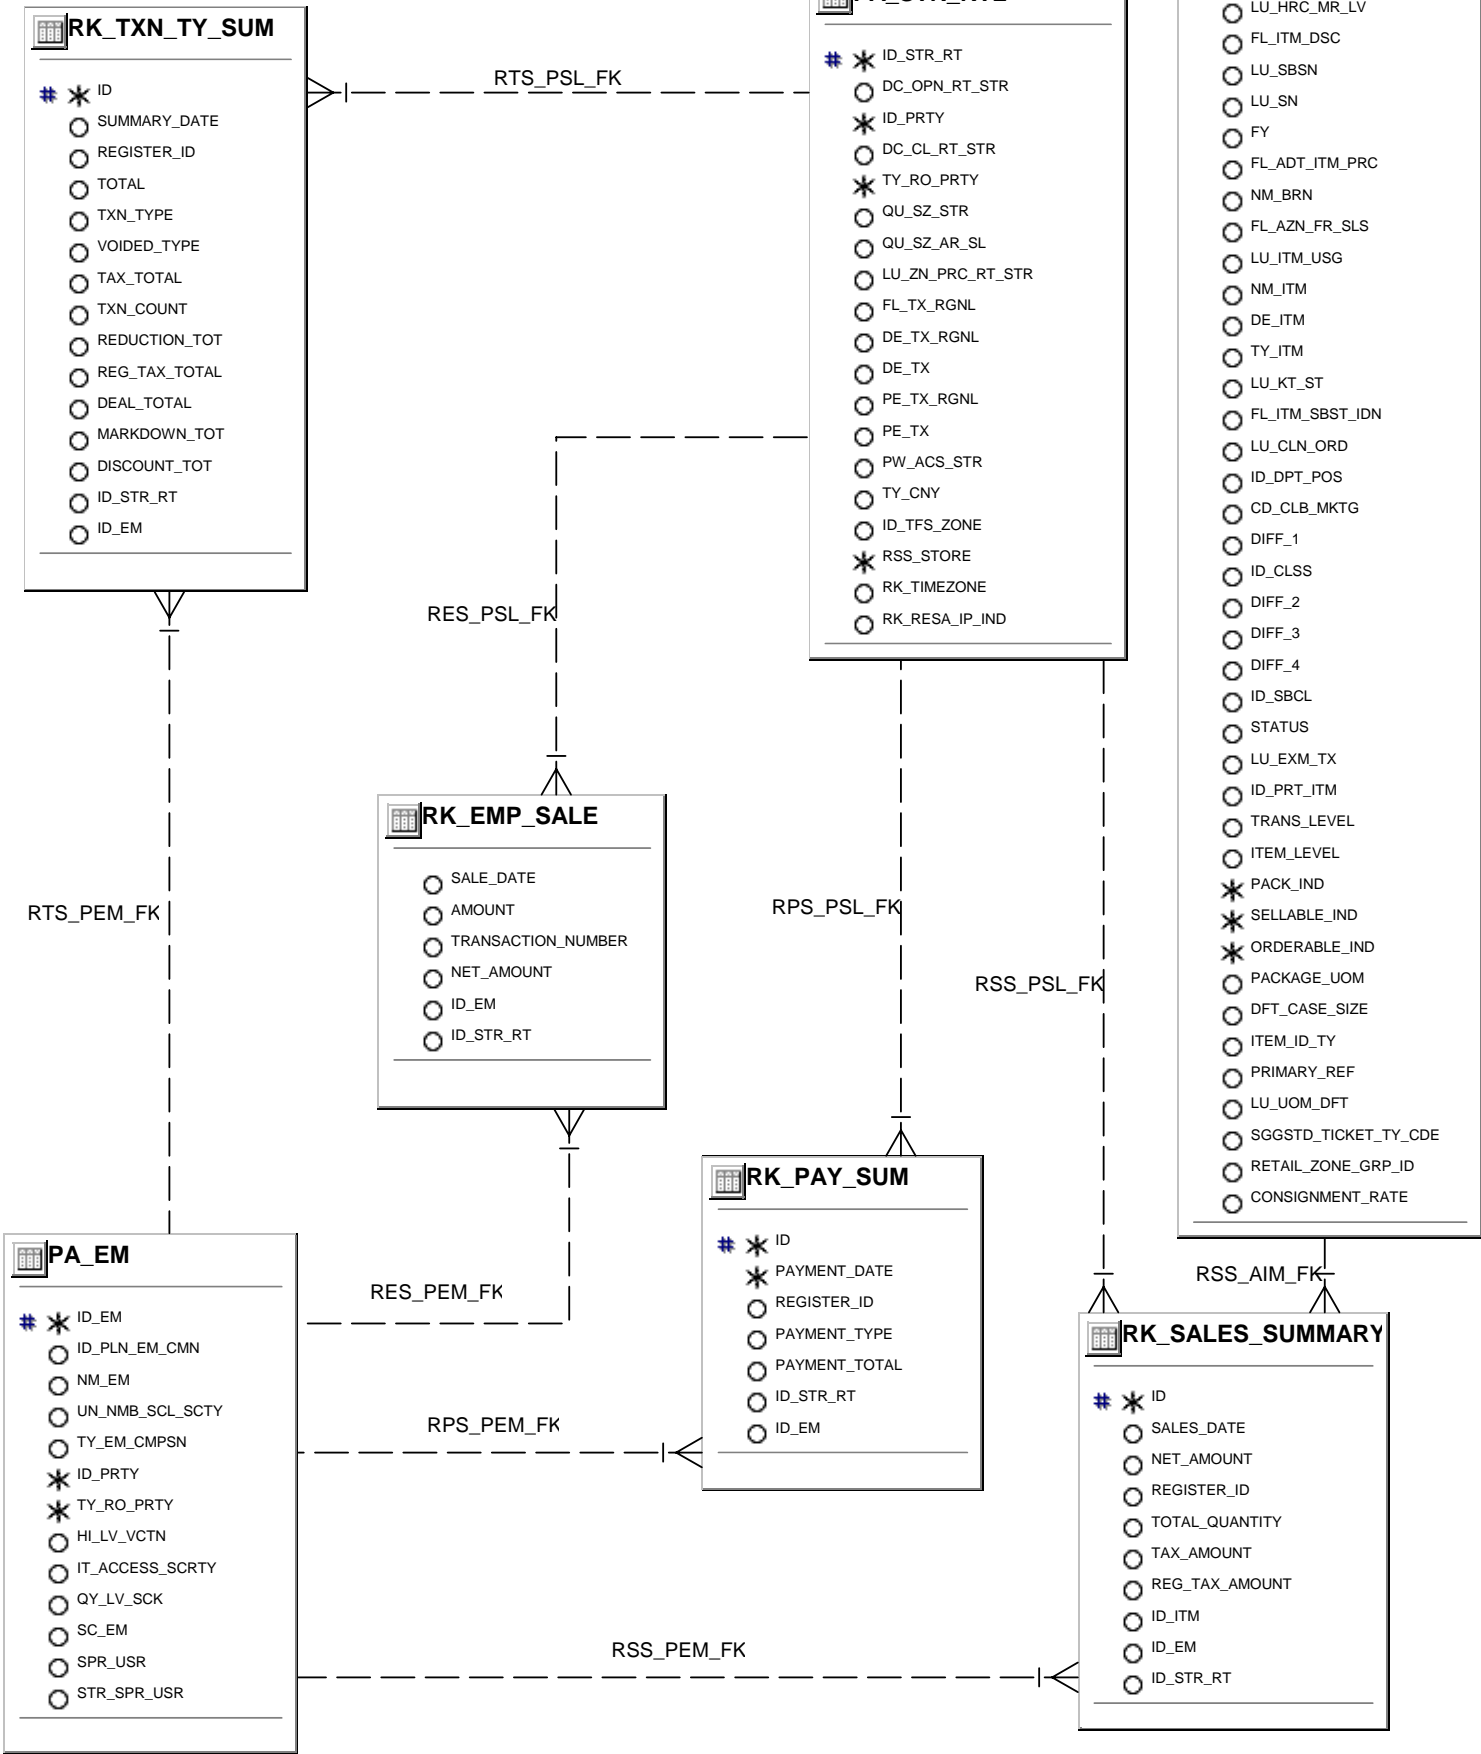 RK_TXN_TY_SUM
# * ID
SUMMARY_DATE
REGISTER_ID
TOTAL
TXN_TYPE
VOIDED_TYPE
TAX_TOTAL
TXN_COUNT
REDUCTION_TOT
REG_TAX_TOTAL
DEAL_TOTAL
MARKDOWN_TOT
DISCOUNT_TOT
ID_STR_RT
ID_EM
RTS_PSL_FK
# * ID_STR_RT
DC_OPN_RT_STR
* ID_PRTY
DC_CL_RT_STR
* TY_RO_PRTY
QU_SZ_STR
QU_SZ_AR_SL
LU_ZN_PRC_RT_STR
FL_TX_RGNL
DE_TX_RGNL
DE_TX
PE_TX_RGNL
PE_TX
PW_ACS_STR
TY_CNY
ID_TFS_ZONE
* RSS_STORE
RK_TIMEZONE
RK_RESA_IP_IND
LU_HRC_MR_LV
FL_ITM_DSC
LU_SBSN
LU_SN
FY
FL_ADT_ITM_PRC
NM_BRN
FL_AZN_FR_SLS
LU_ITM_USG
NM_ITM
DE_ITM
TY_ITM
LU_KT_ST
FL_ITM_SBST_IDN
LU_CLN_ORD
ID_DPT_POS
CD_CLB_MKTG
DIFF_1
ID_CLSS
DIFF_2
DIFF_3
DIFF_4
ID_SBCL
STATUS
LU_EXM_TX
ID_PRT_ITM
TRANS_LEVEL
ITEM_LEVEL
* PACK_IND
* SELLABLE_IND
* ORDERABLE_IND
PACKAGE_UOM
DFT_CASE_SIZE
ITEM_ID_TY
PRIMARY_REF
LU_UOM_DFT
SGGSTD_TICKET_TY_CDE
RETAIL_ZONE_GRP_ID
CONSIGNMENT_RATE
RES_PSL_FK
RK_EMP_SALE
SALE_DATE
AMOUNT
TRANSACTION_NUMBER
NET_AMOUNT
ID_EM
ID_STR_RT
RTS_PEM_FK
RPS_PSL_FK
RSS_PSL_FK
RK_PAY_SUM
# * ID
* PAYMENT_DATE
REGISTER_ID
PAYMENT_TYPE
PAYMENT_TOTAL
ID_STR_RT
ID_EM
PA_EM
# * ID_EM
ID_PLN_EM_CMN
NM_EM
UN_NMB_SCL_SCTY
TY_EM_CMPSN
* ID_PRTY
* TY_RO_PRTY
HI_LV_VCTN
IT_ACCESS_SCRTY
QY_LV_SCK
SC_EM
SPR_USR
STR_SPR_USR
RES_PEM_FK
RPS_PEM_FK
RSS_PEM_FK
RSS_AIM_FK
RK_SALES_SUMMARY
# * ID
SALES_DATE
NET_AMOUNT
REGISTER_ID
TOTAL_QUANTITY
TAX_AMOUNT
REG_TAX_AMOUNT
ID_ITM
ID_EM
ID_STR_RT